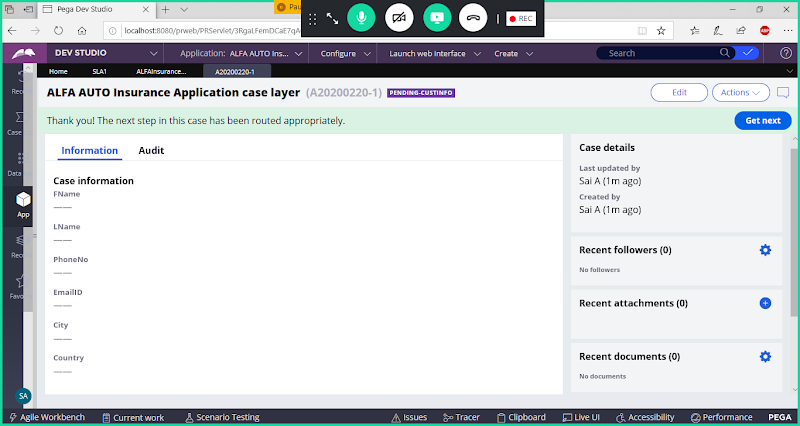 Pega Dev Studio
Pau
REC
localhost:8080/prweb/PRServlet/3RgaLFemDCaE7qA
ABP
DEV STUDIO
Application: ALFA AUTO Ins...
Configure
Launch web interface
Create
Search
Home
SLA1
ALFAInsurance...
A20200220-1
ALFA AUTO Insurance Application case layer (A20200220-1) PENDING-CUSTINFO
Edit
Actions
Thank you! The next step in this case has been routed appropriately.
Get next
Rece
Case
Data
App
Reco
Favo
SA
Information
Audit
Case information
FName
——
LName
——
PhoneNo
——
EmailID
——
City
——
Country
——
Case details
Last updated by
Sai A (1m ago)
Created by
Sai A (1m ago)
Recent followers (0)
No followers
Recent attachments (0)
Recent documents (0)
No documents
Agile Workbench
Current work
Scenario Testing
Issues
Tracer
Clipboard
Live UI
Accessibility
Performance
PEGA